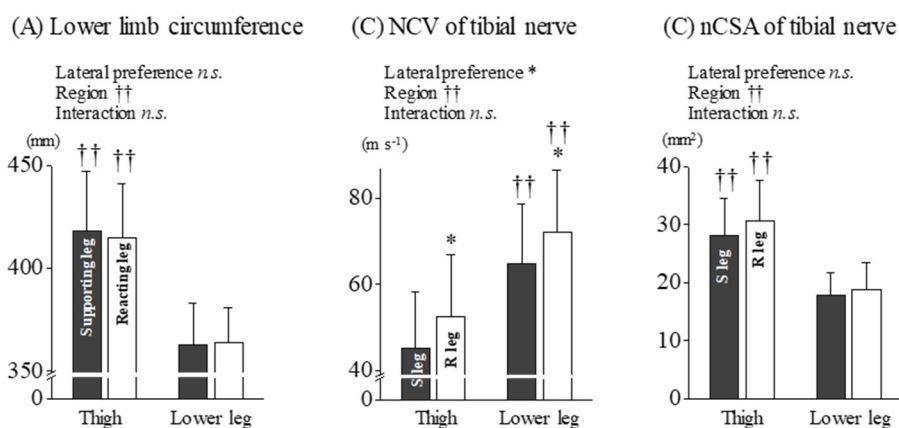 (A) Lower limb circumference
Lateral preference n.s.
Region ††
Interaction n.s.
(mm)
450
400
350
0
††
††
Supporting leg
Reacting leg
Thigh
Lower leg
(C) NCV of tibial nerve
Lateral preference *
Region ††
Interaction n.s.
(m s-1)
80
60
40
0
S leg
R leg
*
††
††
*
Thigh
Lower leg
(C) nCSA of tibial nerve
Lateral preference n.s.
Region ††
Interaction n.s.
(mm²)
40
30
20
10
0
††
††
S leg
R leg
Thigh
Lower leg